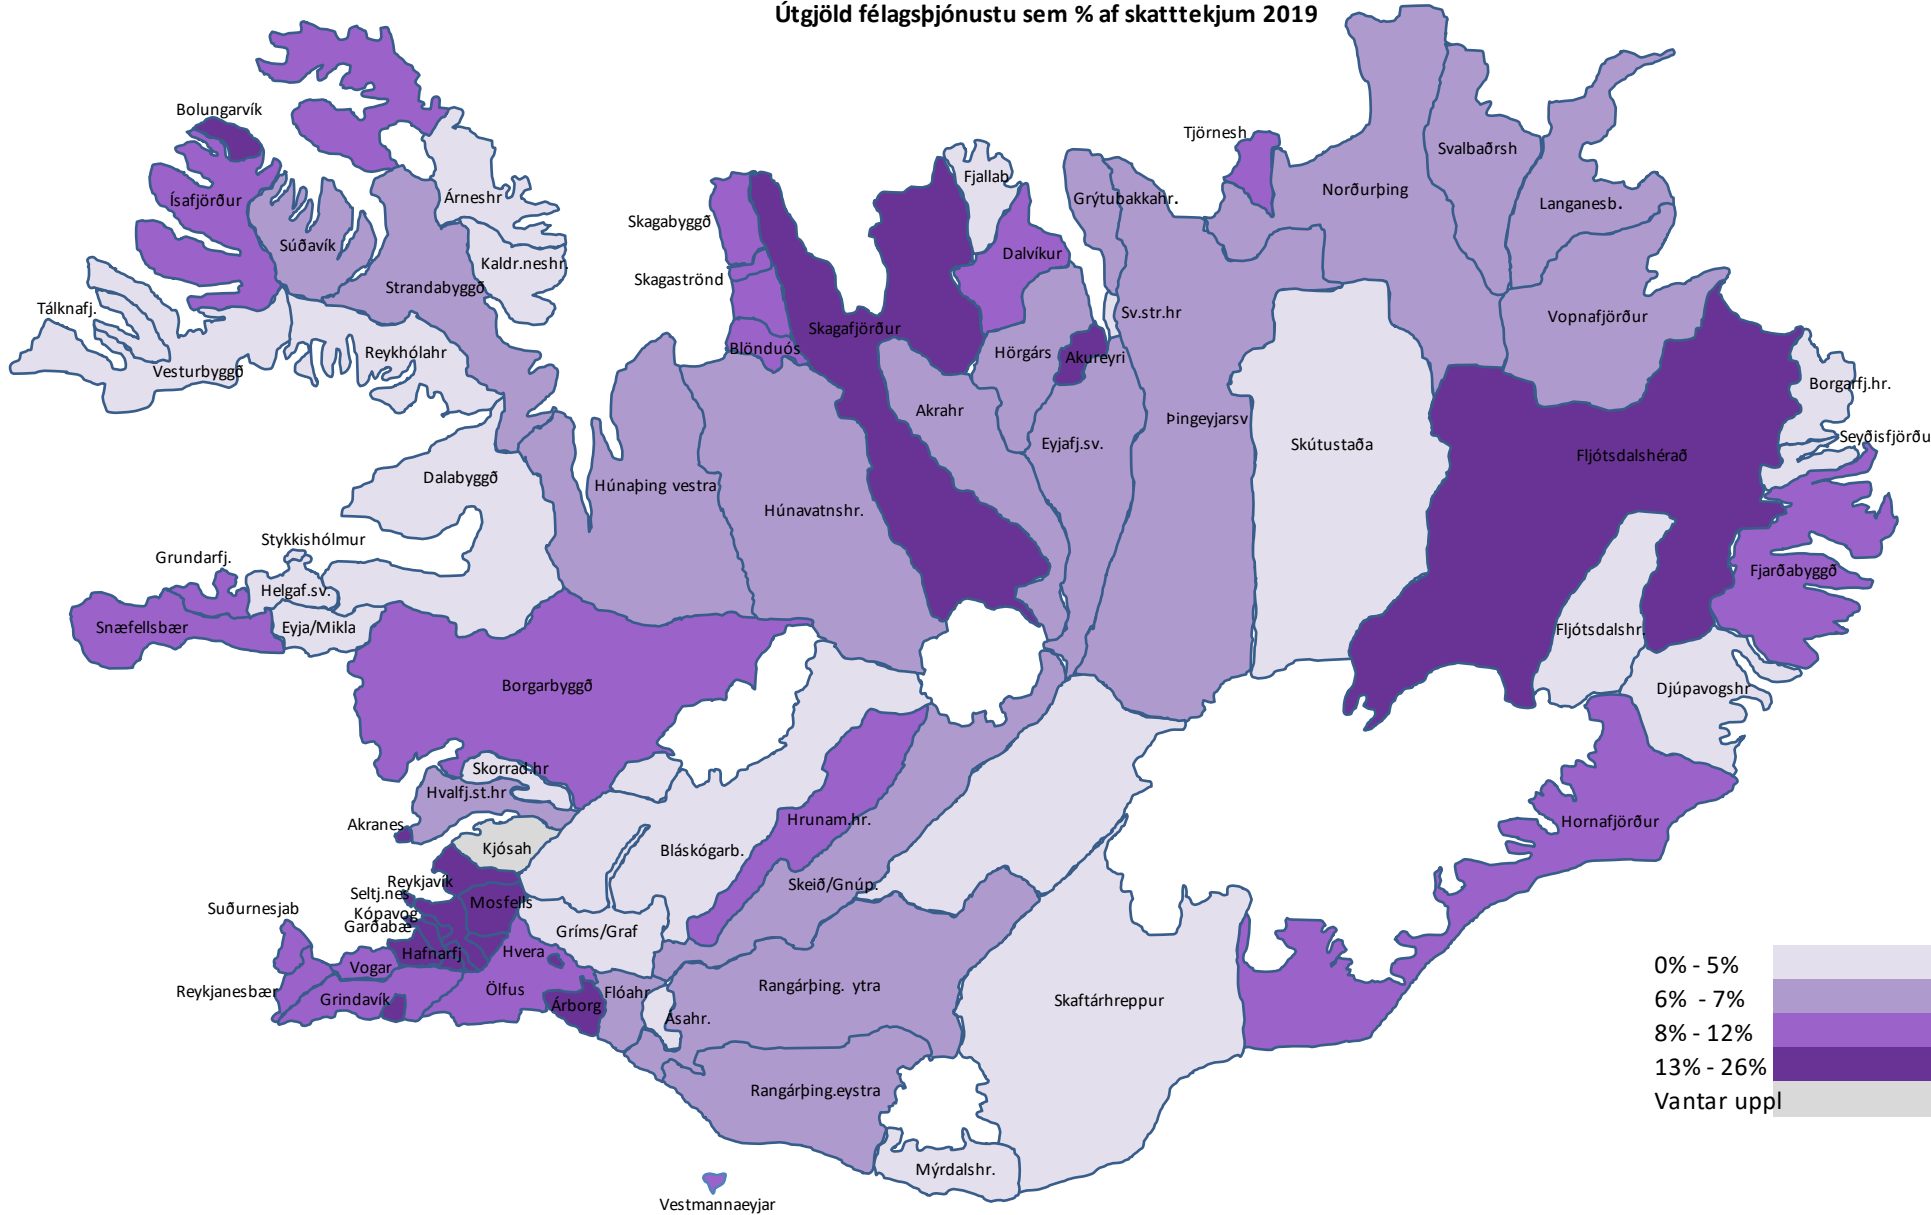 Útgjöld félagsþjónustu sem % af skatttekjum 2019
Bolungarvík
Tjörnesh
Svalbaðrsh
Fjallab
Ísafjörður
Árneshr
Grýtubakkahr.
Norðurþing
Langanesb.
Skagabyggð
Súðavík
Dalvíkur
Kaldr.neshr.
Skagaströnd
Strandabyggð
Tálknafj.
Sv.str.hr
Vopnafjörður
Skagafjörður
Blönduós
Reykhólahr
Hörgárs
Akureyri
Vesturbyggð
Borgarfj.hr.
Akrahr
Þingeyjarsv
Seyðisfjörðu
Eyjafj.sv.
Skútustaða
Fljótsdalshérað
Dalabyggð
Húnaþing vestra
Húnavatnshr.
Stykkishólmur
Grundarfj.
Helgaf.sv.
Fjarðabyggð
Snæfellsbær
Eyja/Mikla
Fljótsdalshr.
Borgarbyggð
Djúpavogshr
Skorrad.hr
Hvalfj.st.hr
Akranes
Hrunam.hr.
Hornafjörður
Kjósah
Bláskógarb.
Reykjavík
Skeið/Gnúp.
Seltj.nes
Mosfells
Suðurnesjab
Kópavog
Garðabæ
Gríms/Graf
Hafnarfj
Hvera
Vogar
Reykjanesbær
Grindavík
Ölfus
Flóahr
Rangárþing. ytra
Árborg
Skaftárhreppur
Ásahr.
Rangárþing.eystra
Mýrdalshr.
Vestmannaeyjar
0% - 5%
6% - 7%
8% - 12%
13% - 26%
Vantar uppl